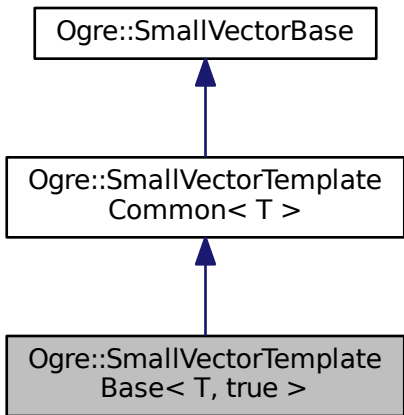 Ogre::SmallVectorBase
Ogre::SmallVectorTemplate
Common< T >
Ogre::SmallVectorTemplate
Base< T, true >